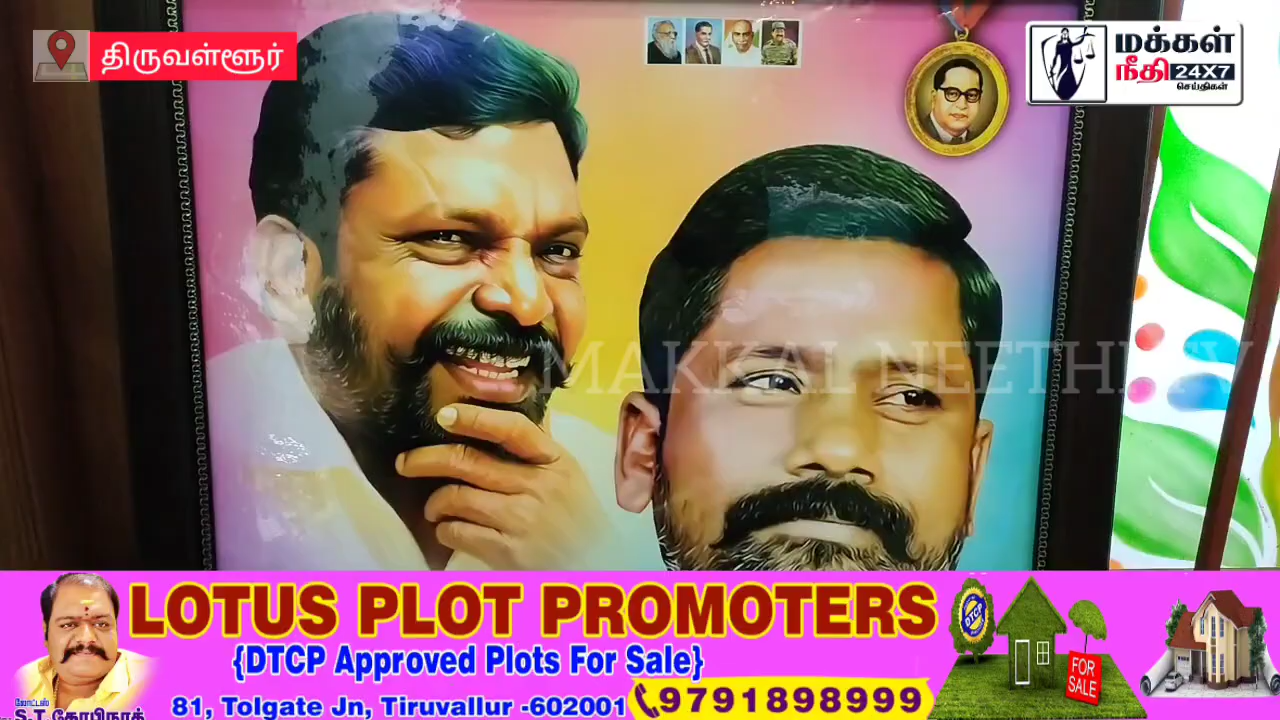 திருவள்ளூர்
மக்கள்
நீதி 24X7
செய்திகள்
MAKKAL NEETHI TV
LOTUS PLOT PROMOTERS
{DTCP Approved Plots For Sale}
81, Tolgate Jn, Tiruvallur -602001
9791898999
DTCP
FOR
SALE
லோட்டஸ்
S.T.கோபிநாத்